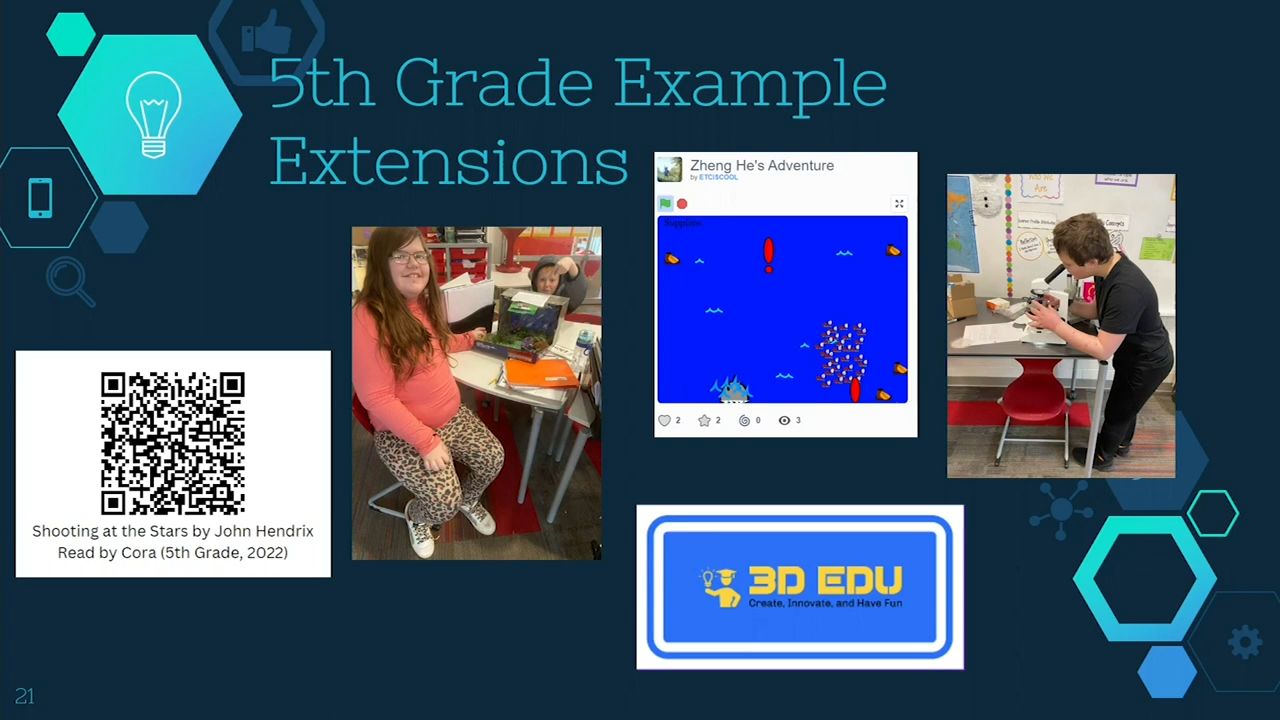 5th Grade Example
Extensions
Zheng He's Adventure
by ETCISCOOL
2
2
0
3
Shooting at the Stars by John Hendrix
Read by Cora (5th Grade, 2022)
3D EDU
Create, Innovate, and Have Fun
21